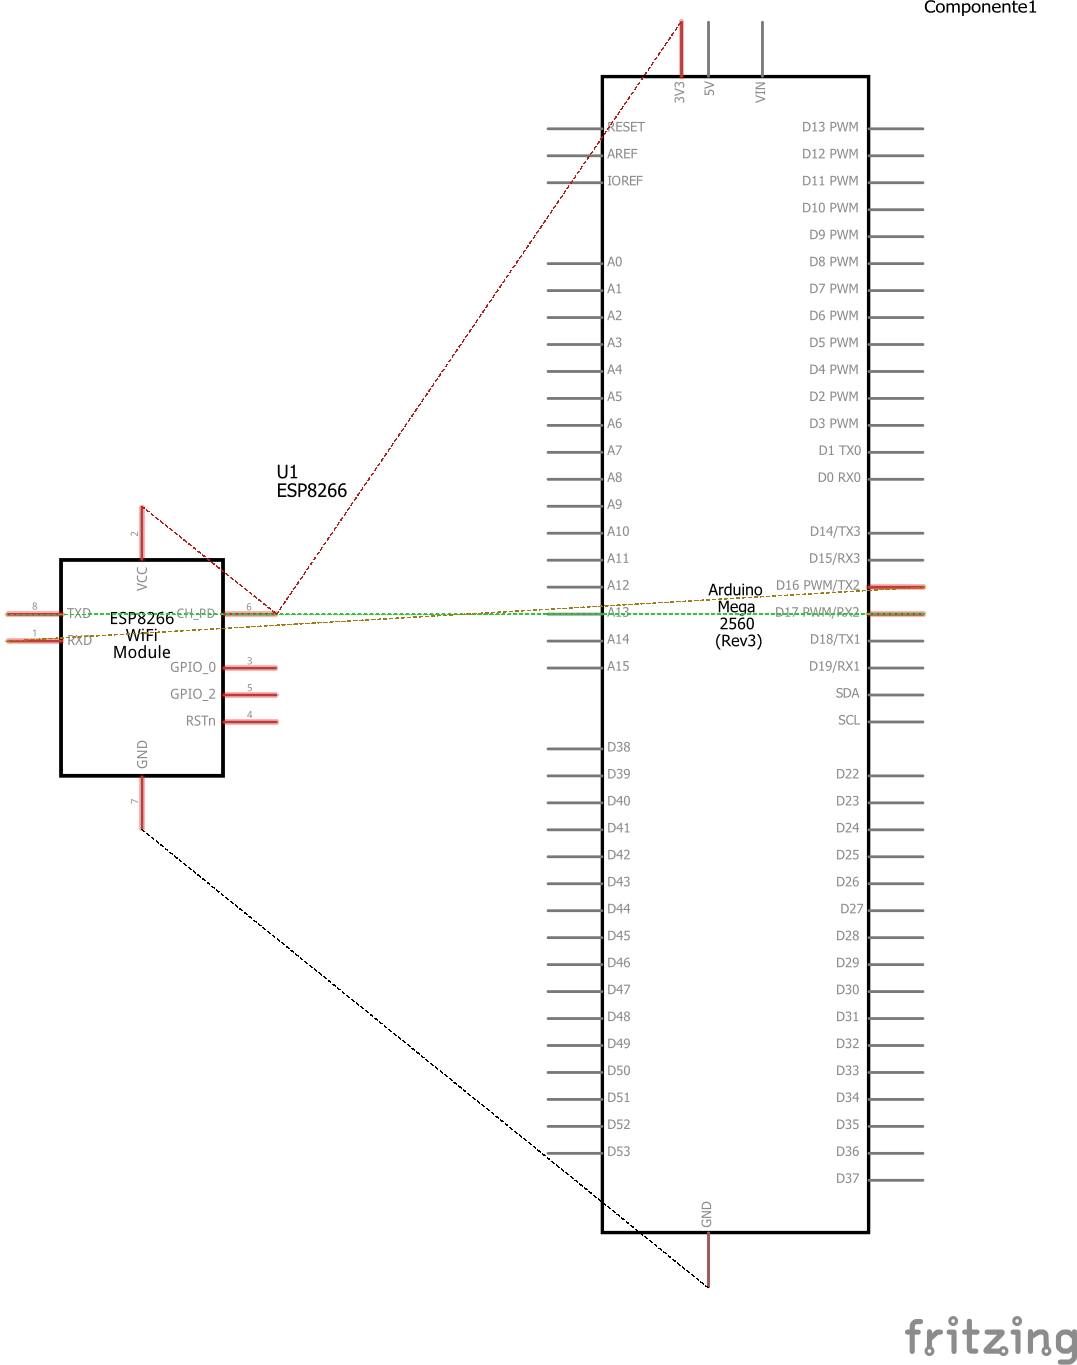 Componente1
3V3
5V
VIN
RESET
AREF
IOREF
A0
A1
A2
A3
A4
A5
A6
A7
A8
A9
A10
A11
A12
A13
A14
A15
D38
D39
D40
D41
D42
D43
D44
D45
D46
D47
D48
D49
D50
D51
D52
D53
D13 PWM
D12 PWM
D11 PWM
D10 PWM
D9 PWM
D8 PWM
D7 PWM
D6 PWM
D5 PWM
D4 PWM
D2 PWM
D3 PWM
D1 TX0
D0 RX0
D14/TX3
D15/RX3
D16 PWM/TX2
D17 PWM/RX2
D18/TX1
D19/RX1
SDA
SCL
D22
D23
D24
D25
D26
D27
D28
D29
D30
D31
D32
D33
D34
D35
D36
D37
GND
Arduino
Mega
2560
(Rev3)
U1
ESP8266
2
VCC
8
TXD
1
RXD
CH_PD
6
ESP8266
WiFi
Module
GPIO_0
3
GPIO_2
5
RSTn
4
GND
7
fritzing